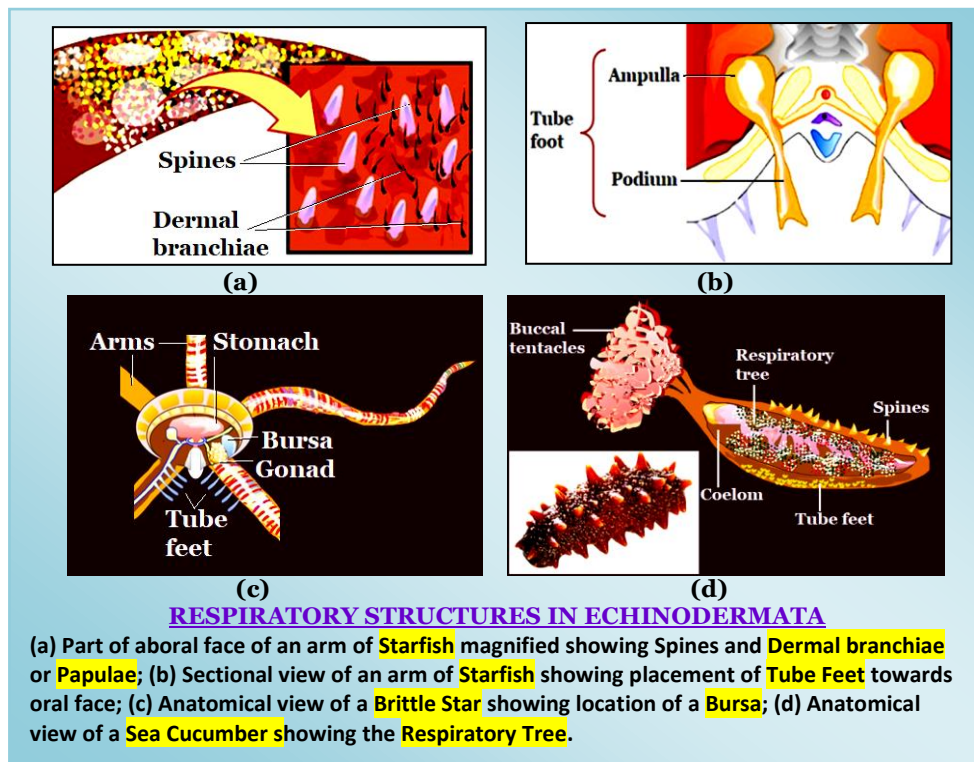 Spines
Dermal
branchiae
(a)
Ampulla
Tube
foot
Podium
(b)
Arms Stomach
Bursa
Gonad
Tube
feet
(c)
Buccal
tentacles
Respiratory
tree
Spines
Coelom
Tube feet
(d)
RESPIRATORY STRUCTURES IN ECHINODERMATA
(a) Part of aboral face of an arm of Starfish magnified showing Spines and Dermal branchiae
or Papulae; (b) Sectional view of an arm of Starfish showing placement of Tube Feet towards
oral face; (c) Anatomical view of a Brittle Star showing location of a Bursa; (d) Anatomical
view of a Sea Cucumber showing the Respiratory Tree.